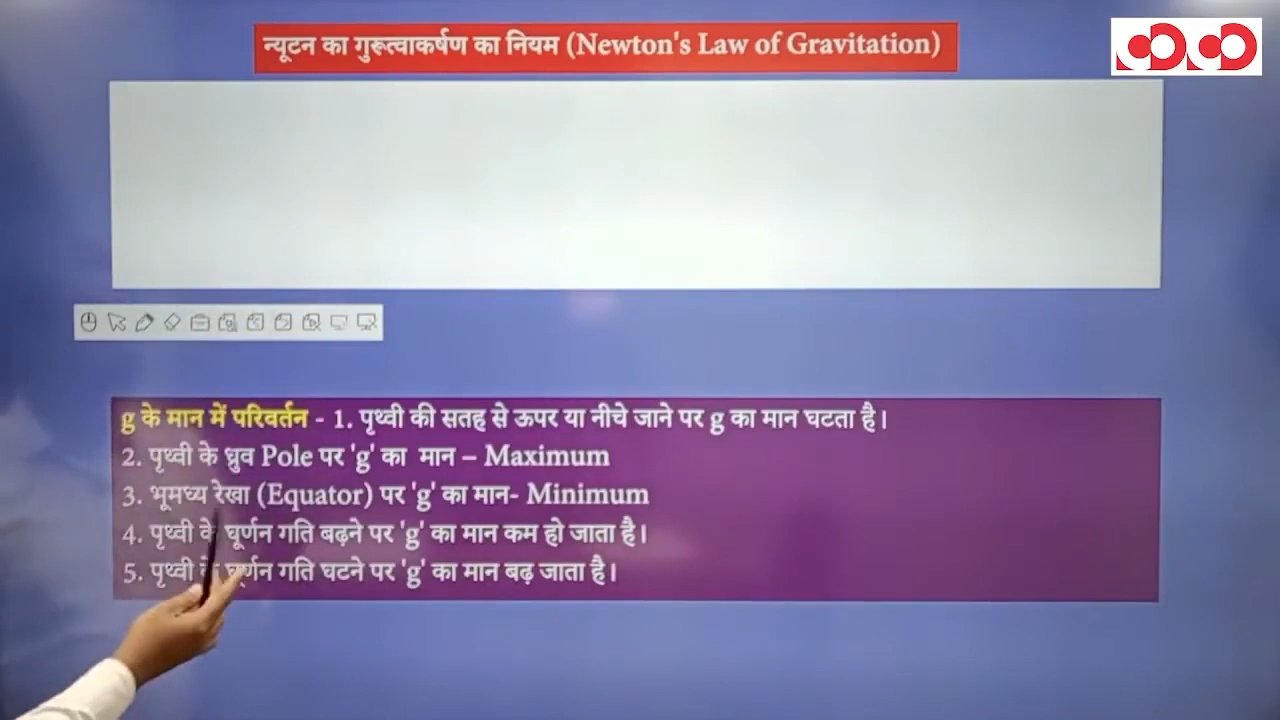 न्यूटन का गुरूत्वाकर्षण का नियम (Newton's Law of Gravitation)
g के मान में परिवर्तन - 1. पृथ्वी की सतह से ऊपर या नीचे जाने पर g का मान घटता है।
2. पृथ्वी के ध्रुव Pole पर 'g' का मान – Maximum
3. भूमध्य रेखा (Equator) पर 'g' का मान- Minimum
4. पृथ्वी के घूर्णन गति बढ़ने पर 'g' का मान कम हो जाता है।
5. पृथ्वी के घूर्णन गति घटने पर 'g' का मान बढ़ जाता है।